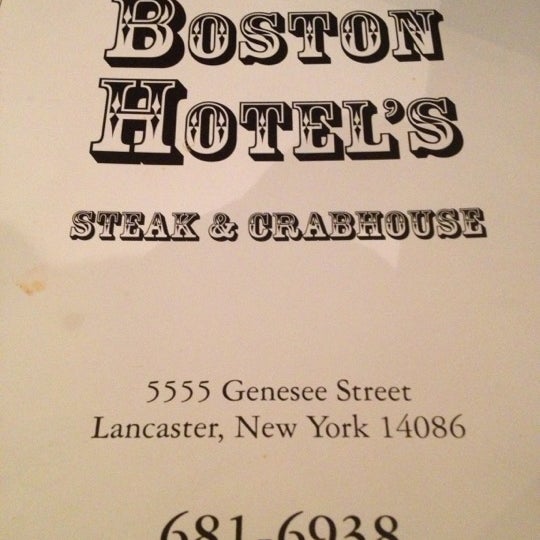 BOSTON
HOTEL'S
STEAK & CRABHOUSE
5555 Genesee Street
Lancaster, New York 14086
681-6938